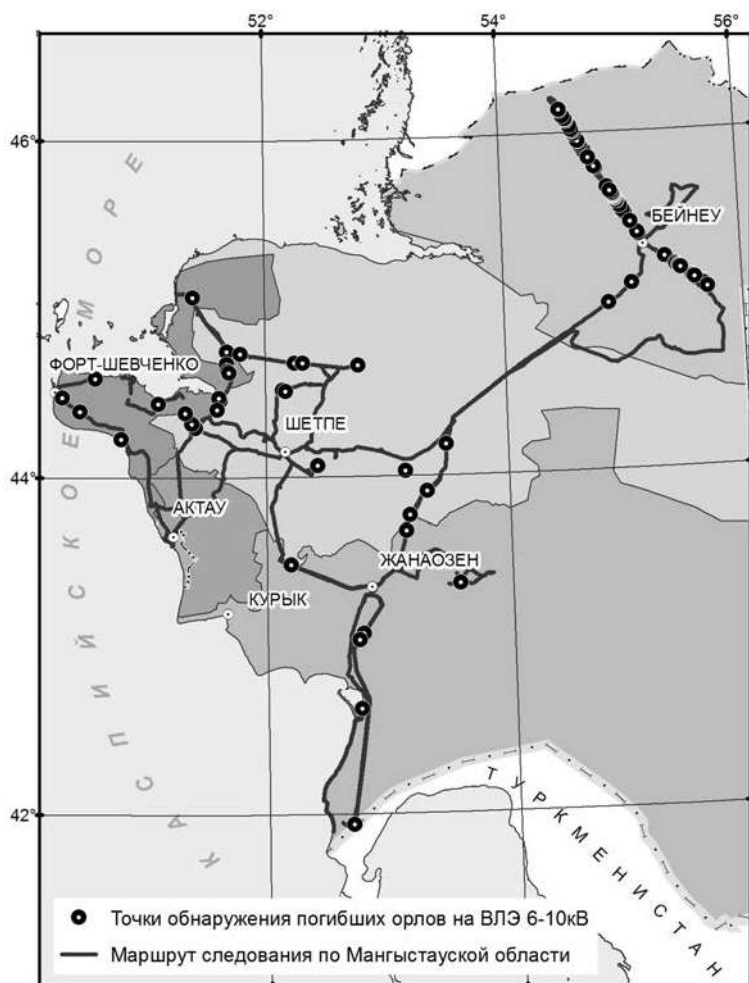 52°
54°
56°
46°
БЕЙНЕУ
КАСПИЙСКОЕ МОРЕ
ФОРТ-ШЕВЧЕНКО
ШЕТПЕ
44°
АКТАУ
ЖАНАОЗЕН
КУРЫК
ТУРКМЕНИСТАН
42°
Точки обнаружения погибших орлов на ВЛЭ 6-10кВ
Маршрут следования по Мангыстауской области